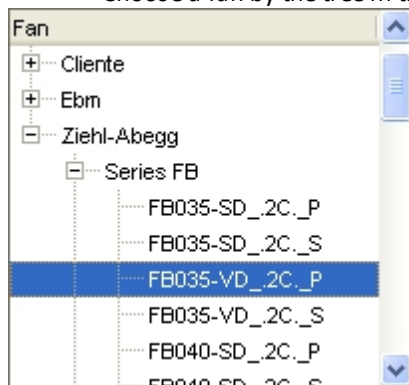 Fan
Cliente
Ebm
Ziehl-Abegg
Series FB
FB035-SD_.2C._P
FB035-SD_.2C._S
FB035-VD_.2C._P
FB035-VD_.2C._S
FB040-SD_.2C._P